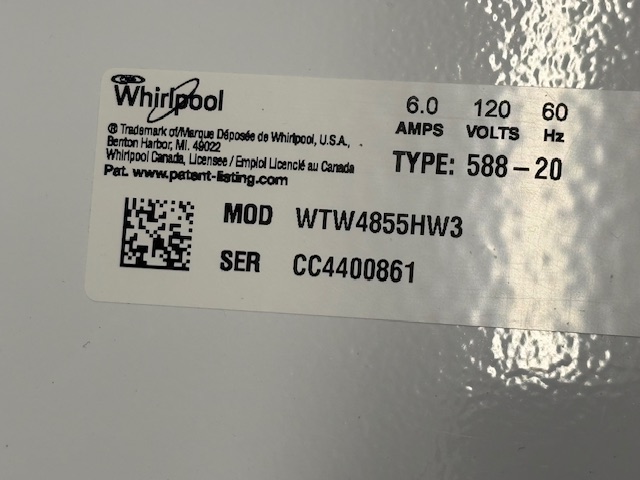 Whirlpool
® Trademark of/Marque Déposée de Whirlpool, U.S.A.,
Benton Harbor, MI. 49022
Whirlpool Canada, Licensee / Emploi Licencié au Canada
Pat. www.patent-listing.com
6.0 120 60
AMPS VOLTS Hz
TYPE: 588-20
MOD WTW4855HW3
SER CC4400861